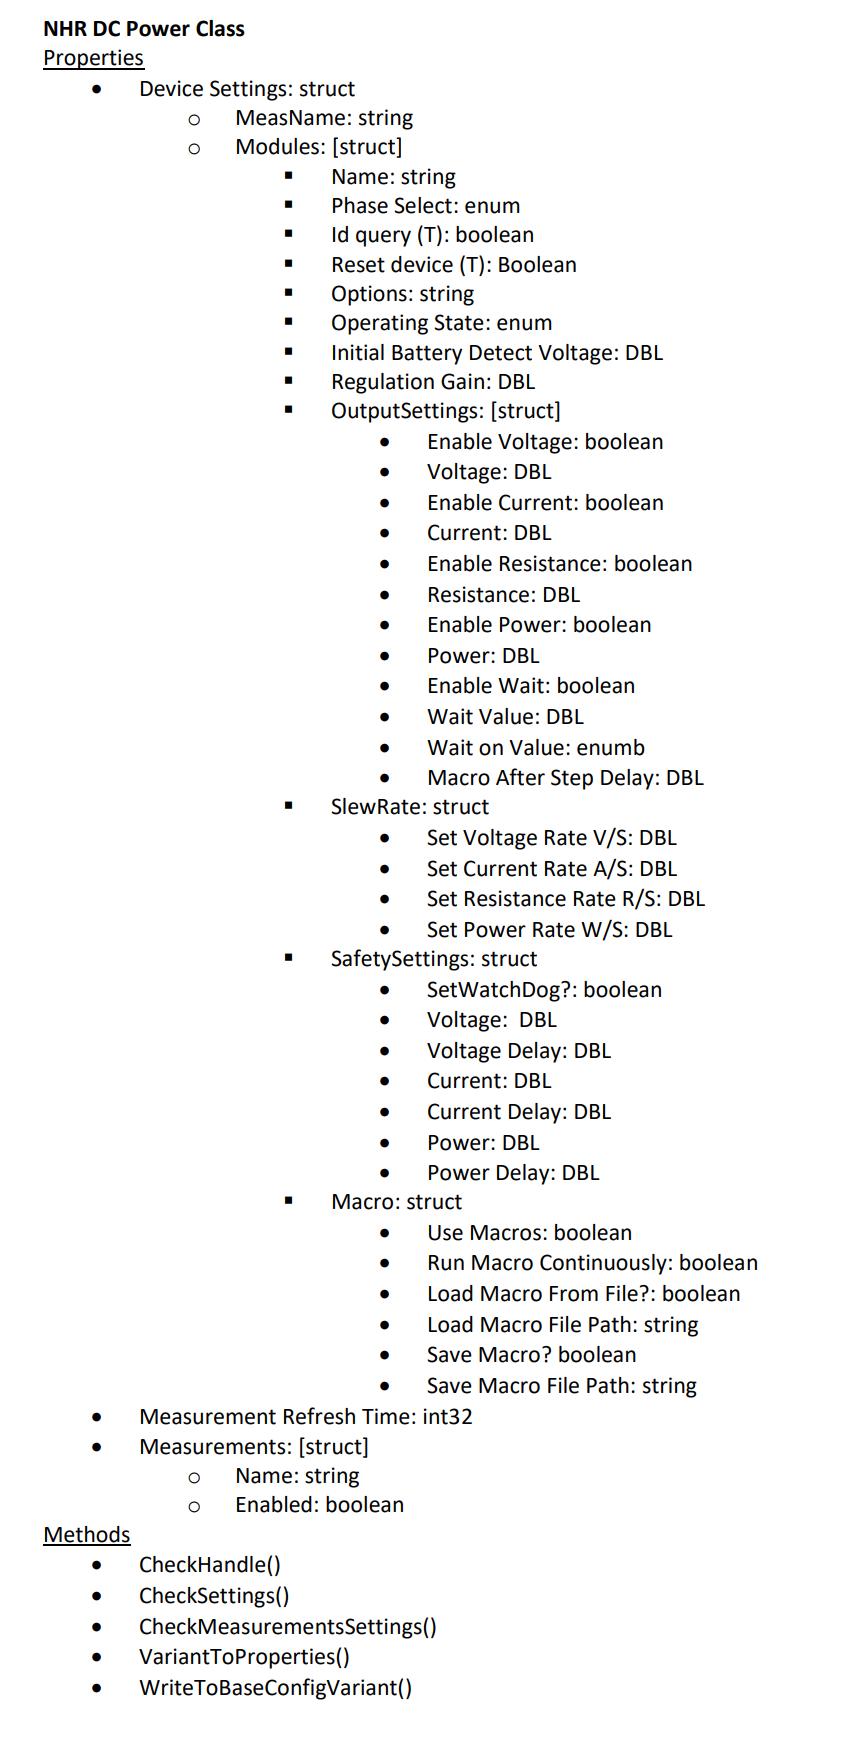 NHR DC Power Class
Properties
• Device Settings: struct
o MeasName: string
o Modules: [struct]
▪ Name: string
▪ Phase Select: enum
▪ Id query (T): boolean
▪ Reset device (T): Boolean
▪ Options: string
▪ Operating State: enum
▪ Initial Battery Detect Voltage: DBL
▪ Regulation Gain: DBL
▪ OutputSettings: [struct]
• Enable Voltage: boolean
• Voltage: DBL
• Enable Current: boolean
• Current: DBL
• Enable Resistance: boolean
• Resistance: DBL
• Enable Power: boolean
• Power: DBL
• Enable Wait: boolean
• Wait Value: DBL
• Wait on Value: enumb
• Macro After Step Delay: DBL
▪ SlewRate: struct
• Set Voltage Rate V/S: DBL
• Set Current Rate A/S: DBL
• Set Resistance Rate R/S: DBL
• Set Power Rate W/S: DBL
▪ SafetySettings: struct
• SetWatchDog?: boolean
• Voltage:  DBL
• Voltage Delay: DBL
• Current: DBL
• Current Delay: DBL
• Power: DBL
• Power Delay: DBL
▪ Macro: struct
• Use Macros: boolean
• Run Macro Continuously: boolean
• Load Macro From File?: boolean
• Load Macro File Path: string
• Save Macro? boolean
• Save Macro File Path: string
• Measurement Refresh Time: int32
• Measurements: [struct]
o Name: string
o Enabled: boolean
Methods
• CheckHandle()
• CheckSettings()
• CheckMeasurementsSettings()
• VariantToProperties()
• WriteToBaseConfigVariant()